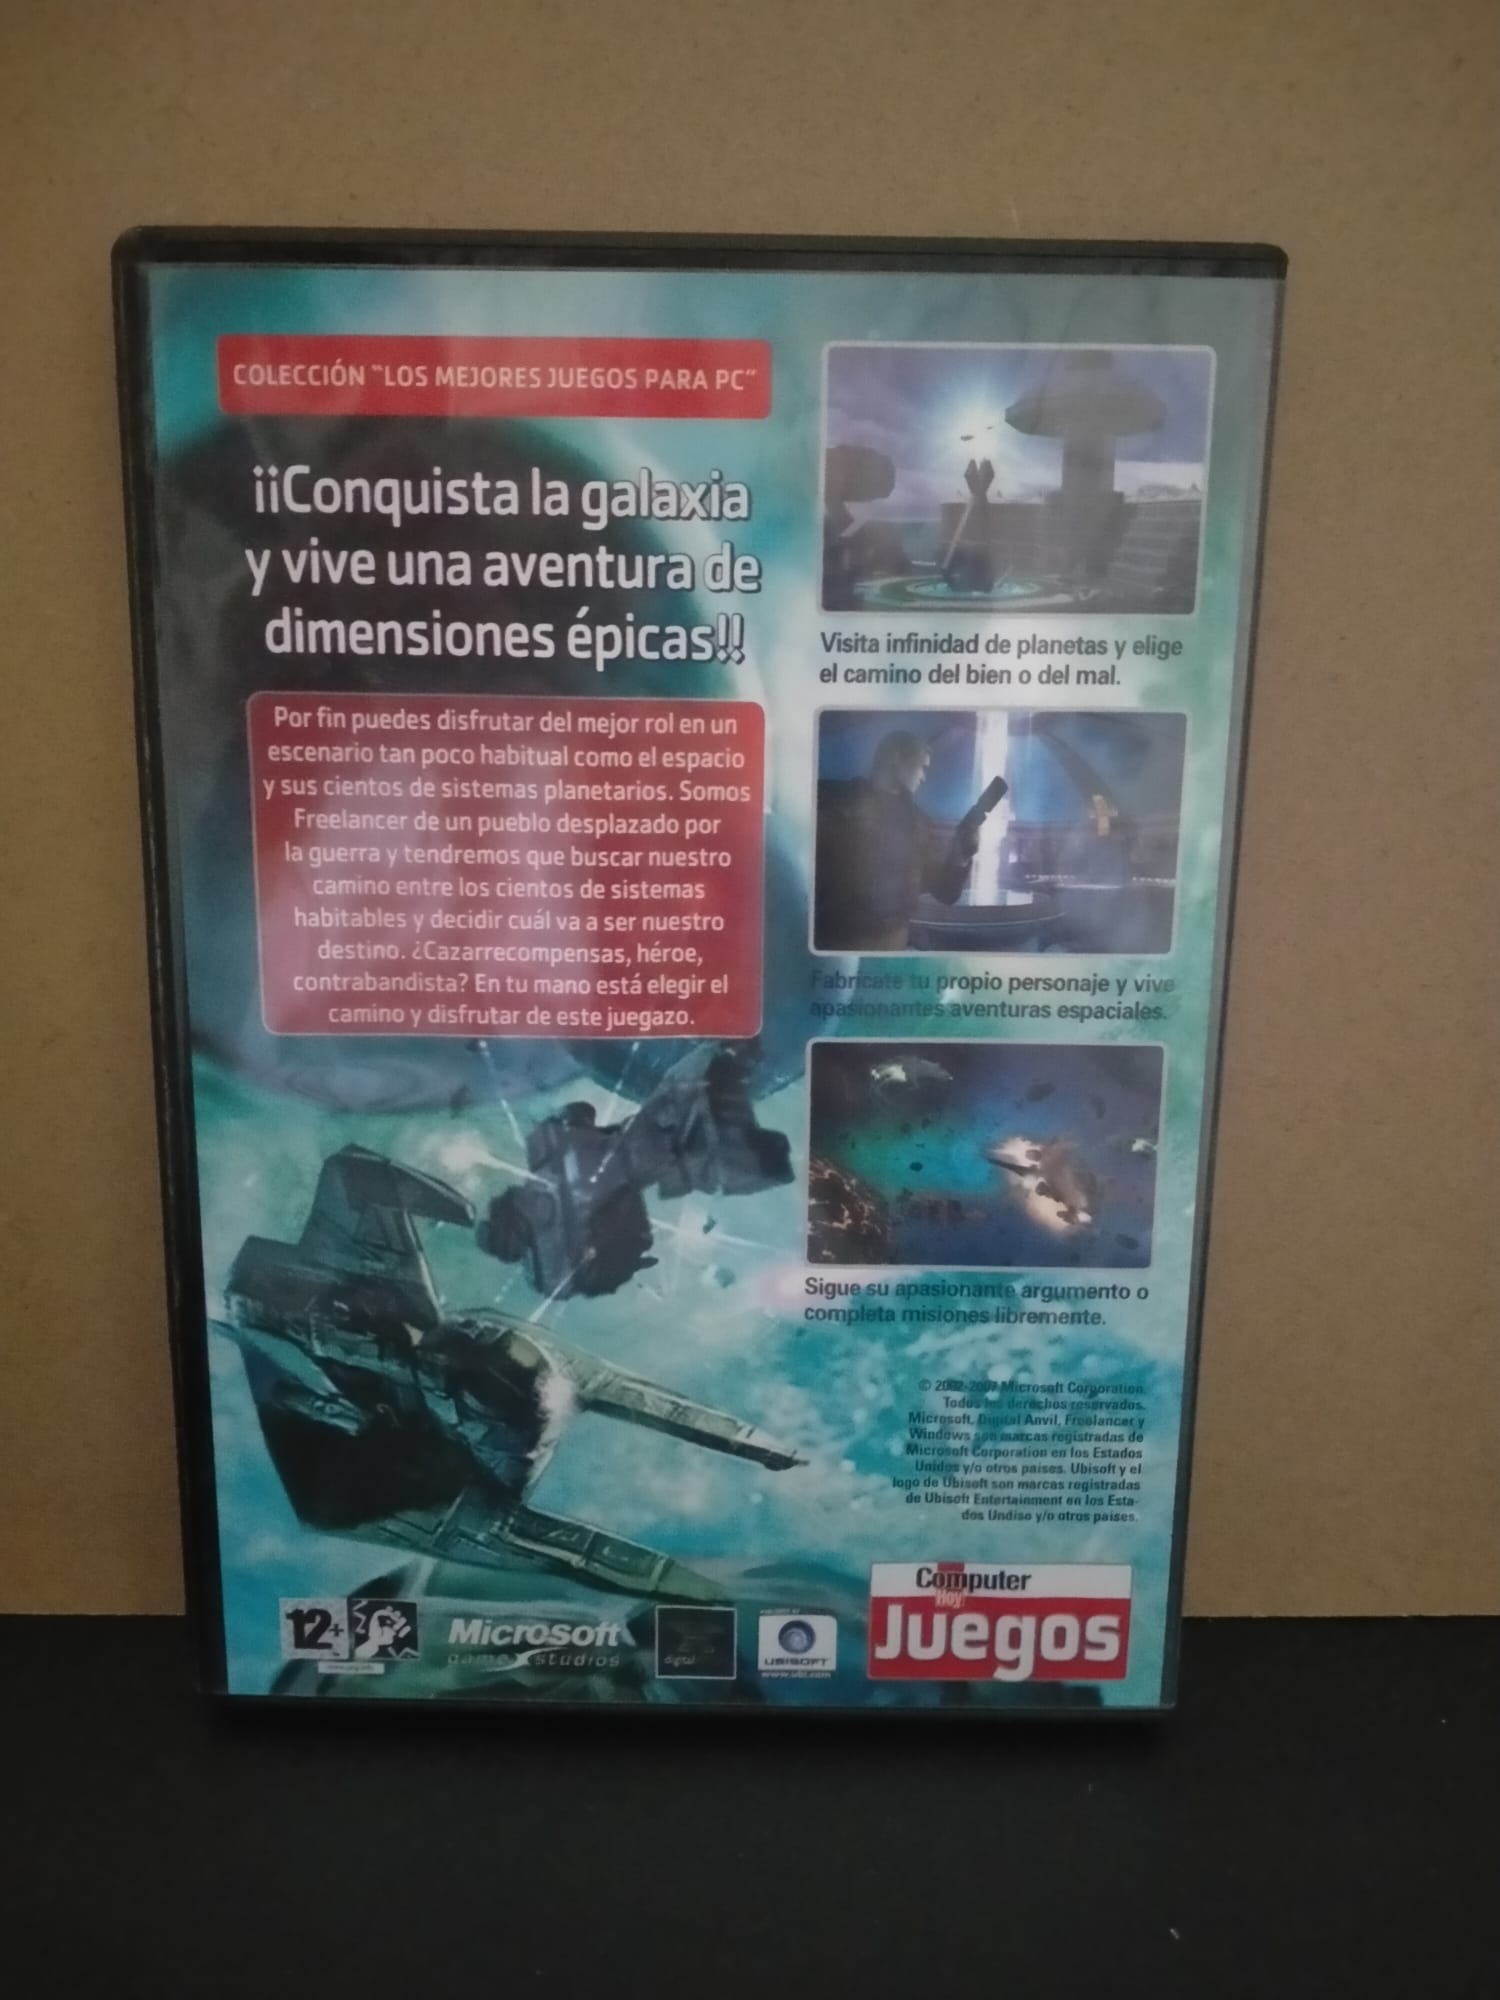 COLECCIÓN "LOS MEJORES JUEGOS PARA PC"
¡¡Conquista la galaxia
y vive una aventura de
dimensiones épicas!!
Por fin puedes disfrutar del mejor rol en un
escenario tan poco habitual como el espacio
y sus cientos de sistemas planetarios. Somos
Freelancer de un pueblo desplazado por
la guerra y tendremos que buscar nuestro
camino entre los cientos de sistemas
habitables y decidir cuál va a ser nuestro
destino. ¿Cazarrecompensas, héroe,
contrabandista? En tu mano está elegir el
camino y disfrutar de este juegazo.
Visita infinidad de planetas y elige
el camino del bien o del mal.
Fabrícate tu propio personaje y vive
apasionantes aventuras espaciales.
Sigue su apasionante argumento o
completa misiones libremente.
© 2002-2007 Microsoft Corporation.
Todos los derechos reservados.
Microsoft, Digital Anvil, Freelancer y
Windows son marcas registradas de
Microsoft Corporation en los Estados
Unidos y/o otros países. Ubisoft y el
logo de Ubisoft son marcas registradas
de Ubisoft Entertainment en los Esta-
dos Undiso y/o otros países.
12+
Microsoft
game studios
digital
UBISOFT
www.ubi.com
Computer
Hoy
Juegos